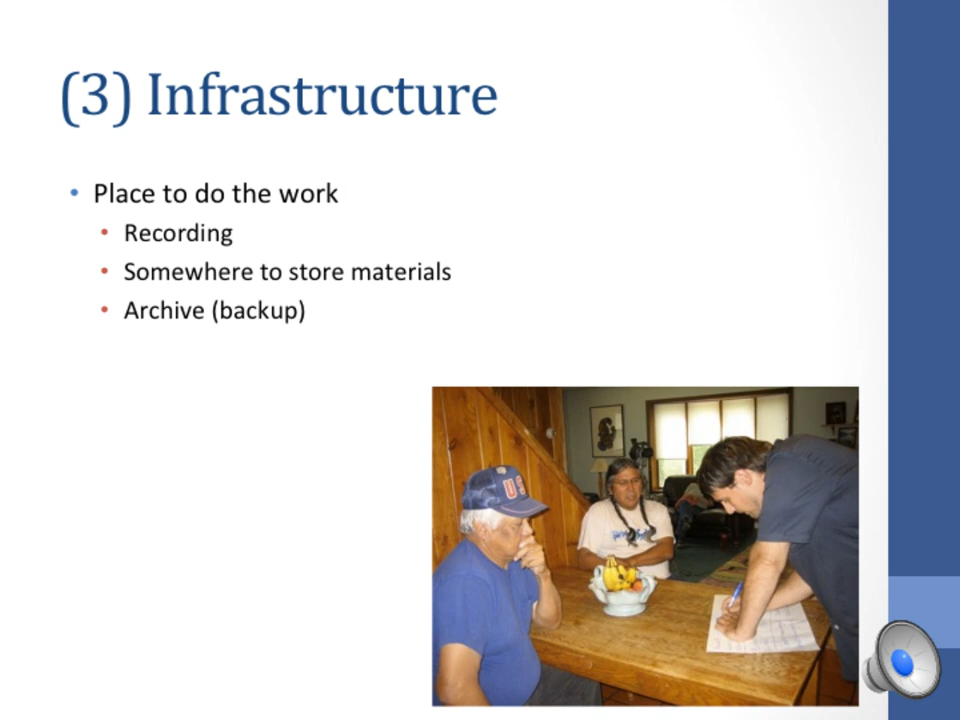 (3) Infrastructure
• Place to do the work
• Recording
• Somewhere to store materials
• Archive (backup)